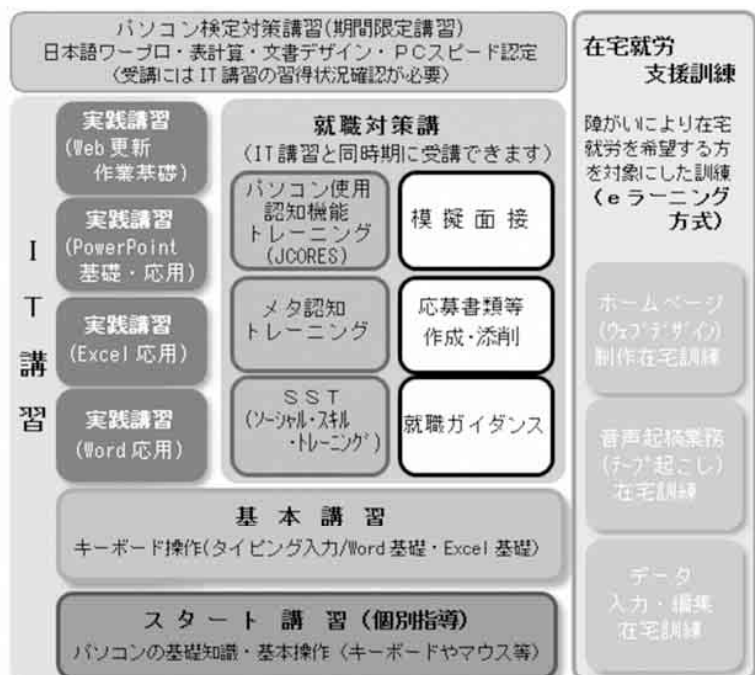 パソコン検定対策講習(期間限定講習)
日本語ワープロ・表計算・文書デザイン・PCスピード認定
〈受講にはIT講習の習得状況確認が必要〉
IT講習
実践講習
(Web更新
作業基礎)
実践講習
(PowerPoint
基礎・応用)
実践講習
(Excel応用)
実践講習
(Word応用)
就職対策講
(IT講習と同時期に受講できます)
パソコン使用
認知機能
トレーニング
(JCORES)
模擬面接
メタ認知
トレーニング
応募書類等
作成・添削
SST
(ソーシャル・スキル
・トレーニング)
就職ガイダンス
基本講習
キーボード操作(タイピング入力/Word基礎・Excel基礎)
スタート講習(個別指導)
パソコンの基礎知識・基本操作〈キーボードやマウス等〉
在宅就労
支援訓練
障がいにより在宅
就労を希望する方
を対象にした訓練
(eラーニング
方式)
ホームページ
(ウェブデザイン)
制作在宅訓練
音声起稿業務
(テープ起こし)
在宅訓練
データ
入力・編集
在宅訓練